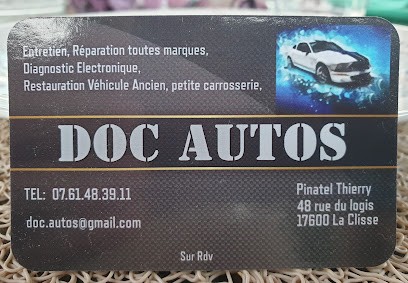 Entretien, Réparation toutes marques,
Diagnostic Electronique,
Restauration Véhicule Ancien, petite carrosserie,
DOC AUTOS
TEL: 07.61.48.39.11
doc.autos@gmail.com
Pinatel Thierry
48 rue du logis
17600 La Clisse
Sur Rdv